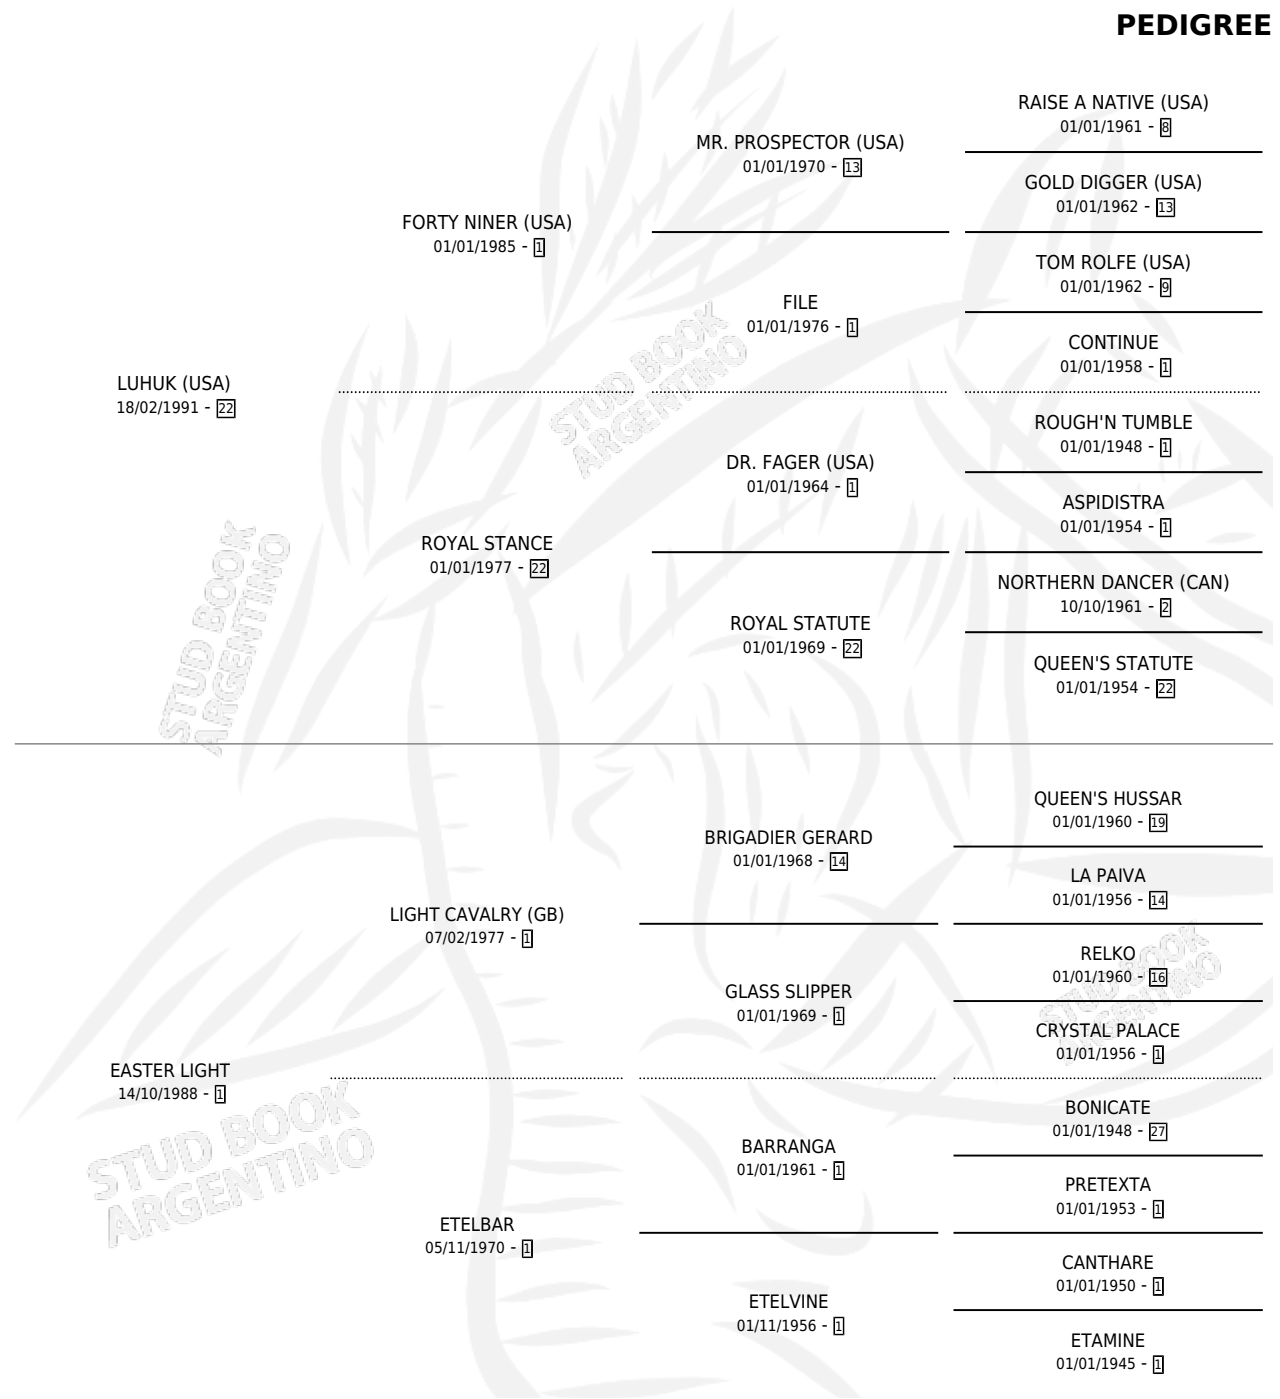 PEDIGREE
RAISE A NATIVE (USA)
01/01/1961 - 8
MR. PROSPECTOR (USA)
01/01/1970 - 13
GOLD DIGGER (USA)
01/01/1962 - 13
FORTY NINER (USA)
01/01/1985 - 1
TOM ROLFE (USA)
01/01/1962 - 9
FILE
01/01/1976 - 1
CONTINUE
01/01/1958 - 1
LUHUK (USA)
18/02/1991 - 22
ROUGH'N TUMBLE
01/01/1948 - 1
DR. FAGER (USA)
01/01/1964 - 1
ASPIDISTRA
01/01/1954 - 1
ROYAL STANCE
01/01/1977 - 22
NORTHERN DANCER (CAN)
10/10/1961 - 2
ROYAL STATUTE
01/01/1969 - 22
QUEEN'S STATUTE
01/01/1954 - 22
QUEEN'S HUSSAR
01/01/1960 - 19
BRIGADIER GERARD
01/01/1968 - 14
LA PAIVA
01/01/1956 - 14
LIGHT CAVALRY (GB)
07/02/1977 - 1
RELKO
01/01/1960 - 16
GLASS SLIPPER
01/01/1969 - 1
CRYSTAL PALACE
01/01/1956 - 1
EASTER LIGHT
14/10/1988 - 1
BONICATE
01/01/1948 - 27
BARRANGA
01/01/1961 - 1
PRETEXTA
01/01/1953 - 1
ETELBAR
05/11/1970 - 1
CANTHARE
01/01/1950 - 1
ETELVINE
01/11/1956 - 1
ETAMINE
01/01/1945 - 1
STUD BOOK
ARGENTINO
STUD BOOK
ARGENTINO
STUD BOOK
ARGENTINO
STUD BOOK
ARGENTINO